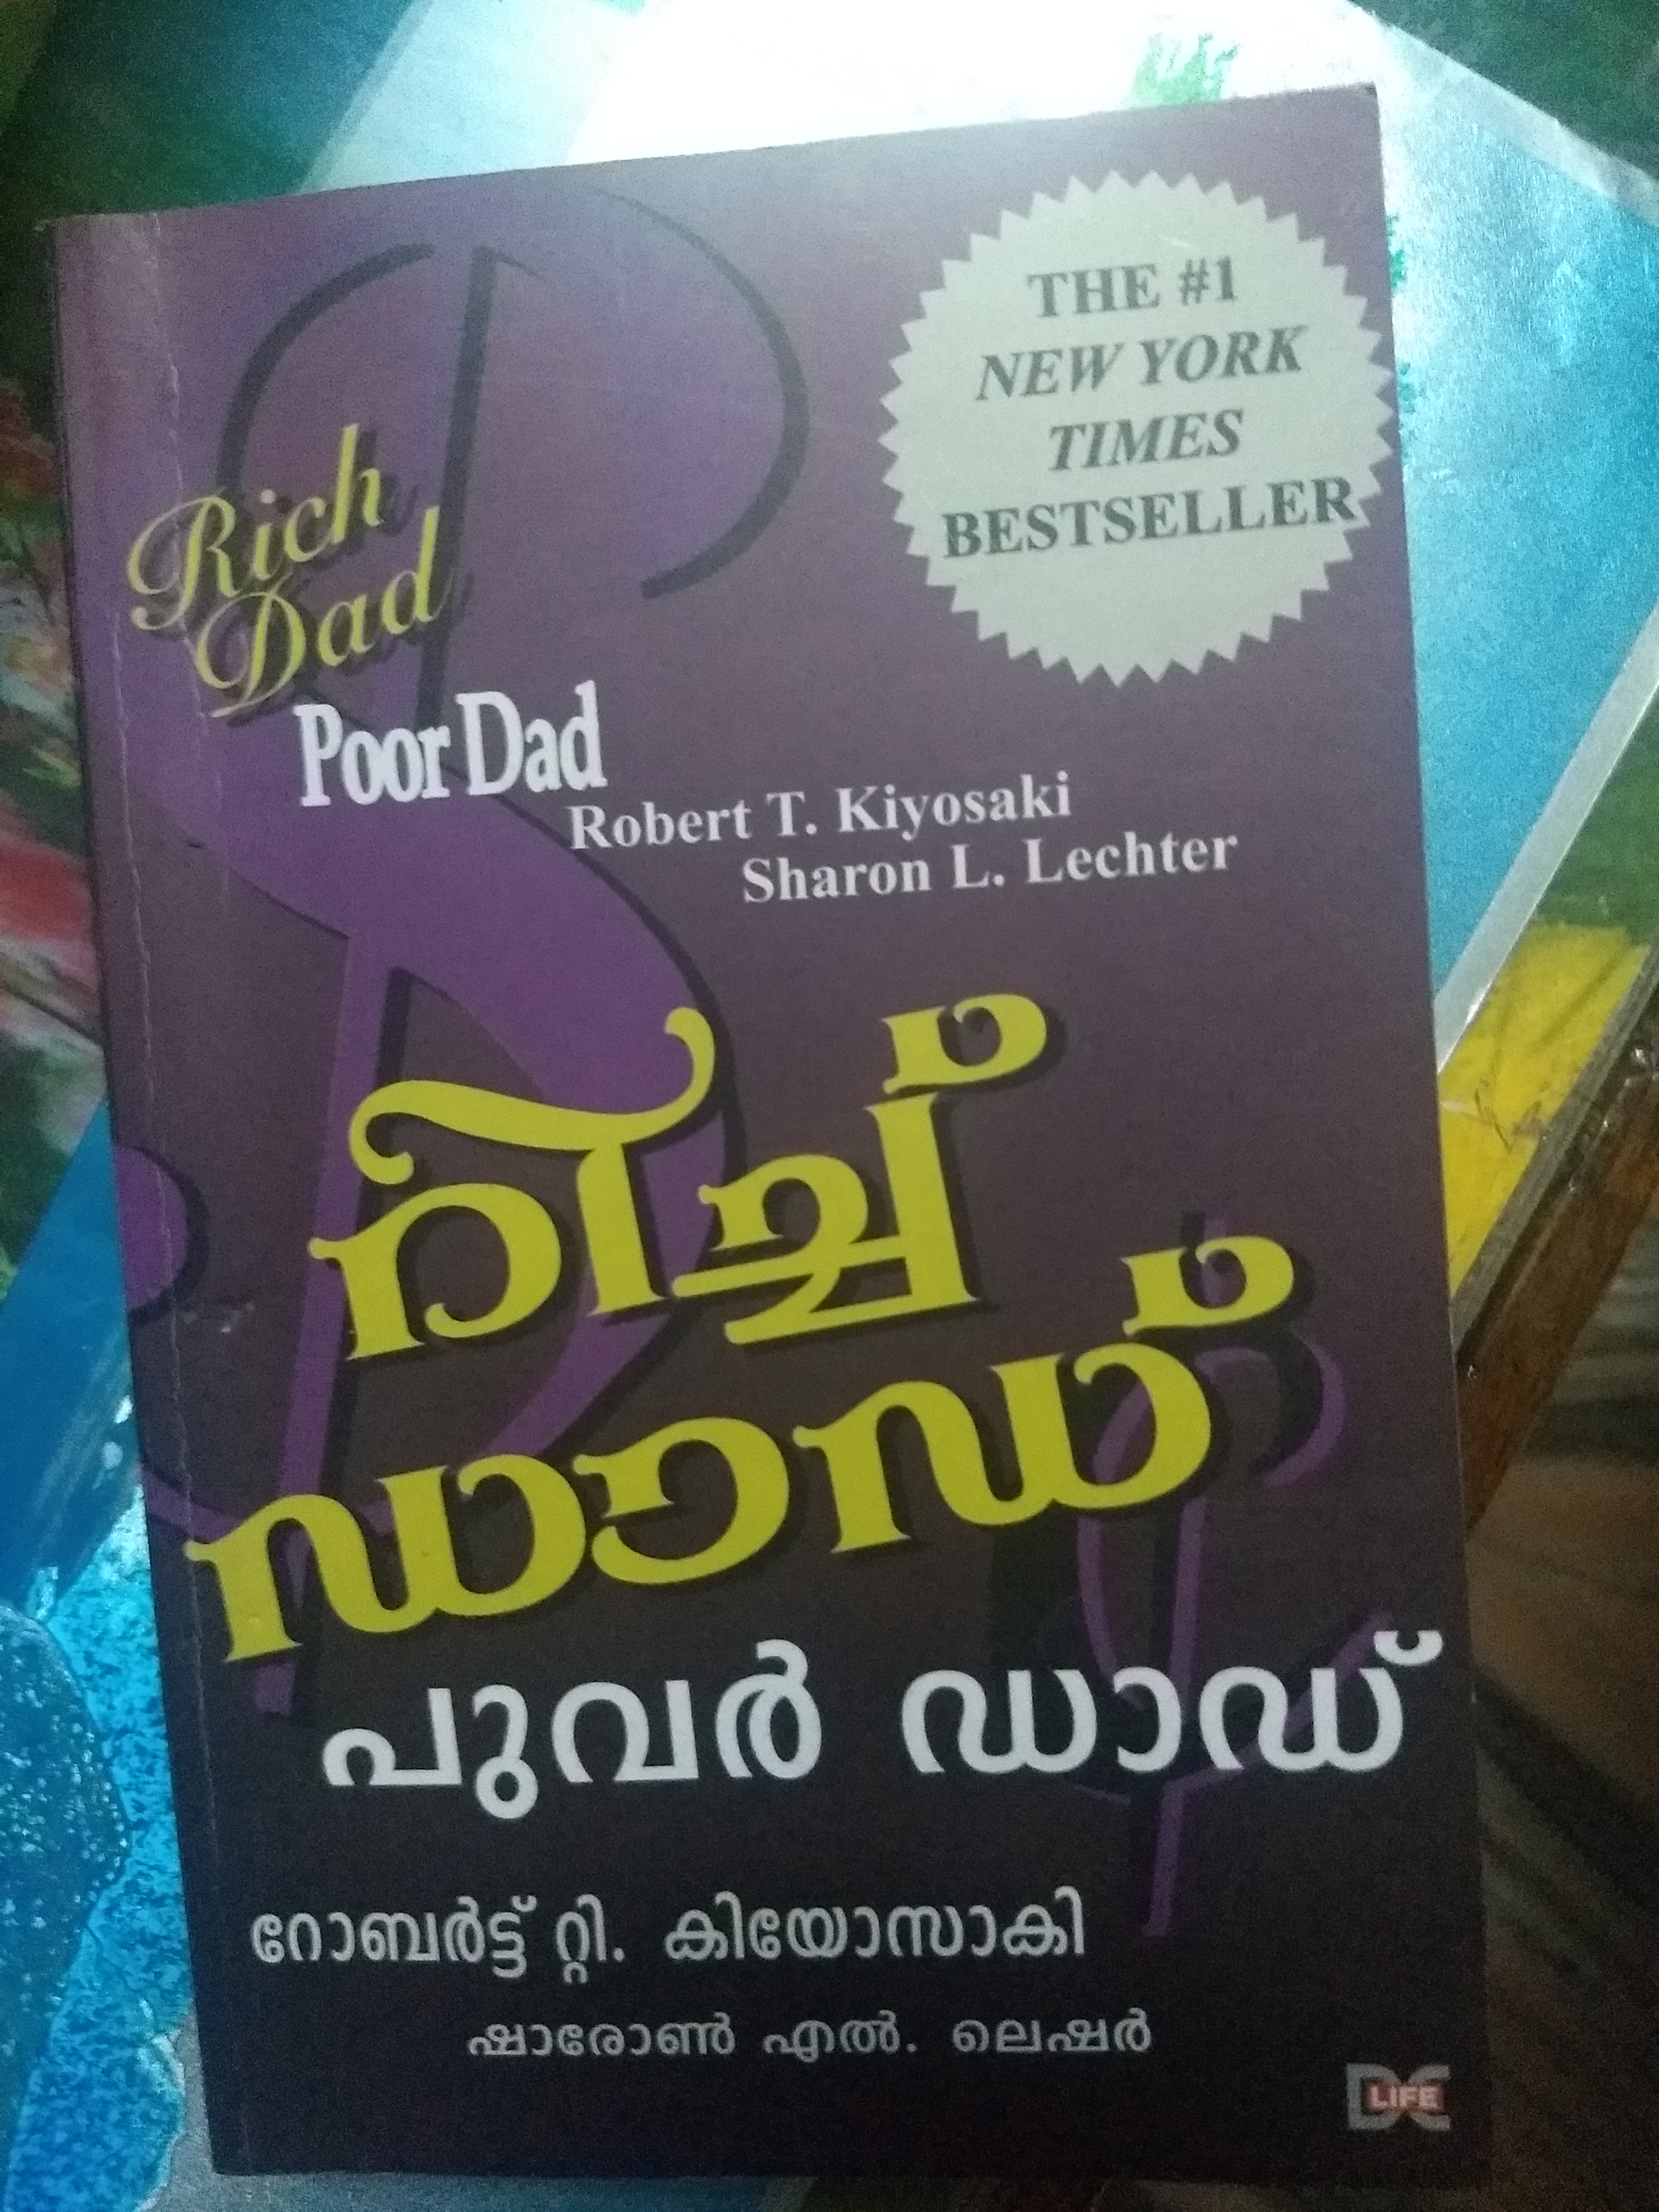 THE #1
NEW YORK
TIMES
BESTSELLER
Rich
Dad
Poor Dad
Robert T. Kiyosaki
Sharon L. Lechter
റിച്ച്
ഡാഡ്
പുവർ ഡാഡ്
റോബർട്ട് റ്റി. കിയോസാകി
ഷാരോൺ എൽ. ലെഷർ
DC LIFE